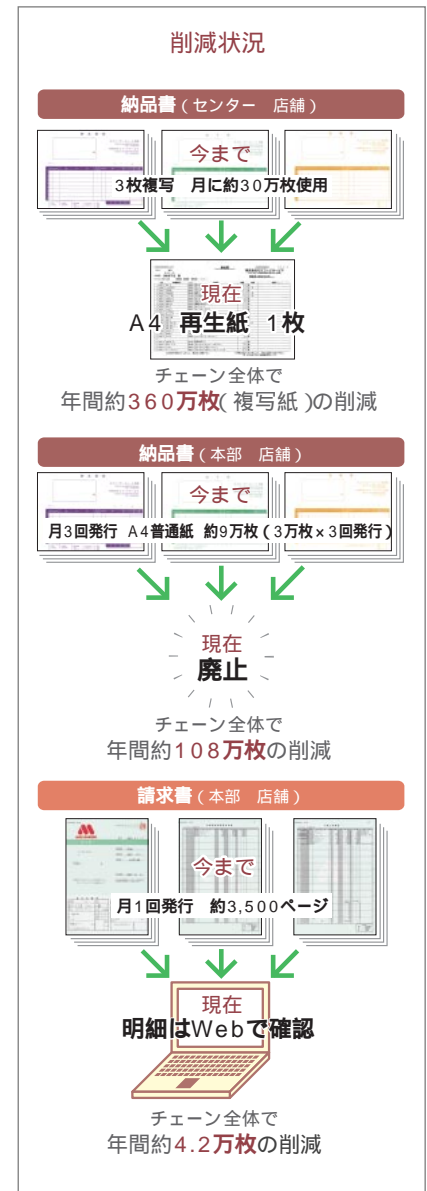 削減状況
納品書(センター 店舗)
今まで
3枚複写 月に約30万枚使用
現在
A4 再生紙 1枚
チェーン全体で
年間約360万枚(複写紙)の削減
納品書(本部 店舗)
今まで
月3回発行 A4普通紙 約9万枚(3万枚×3回発行)
現在
廃止
チェーン全体で
年間約108万枚の削減
請求書(本部 店舗)
今まで
月1回発行 約3,500ページ
現在
明細はWebで確認
チェーン全体で
年間約4.2万枚の削減